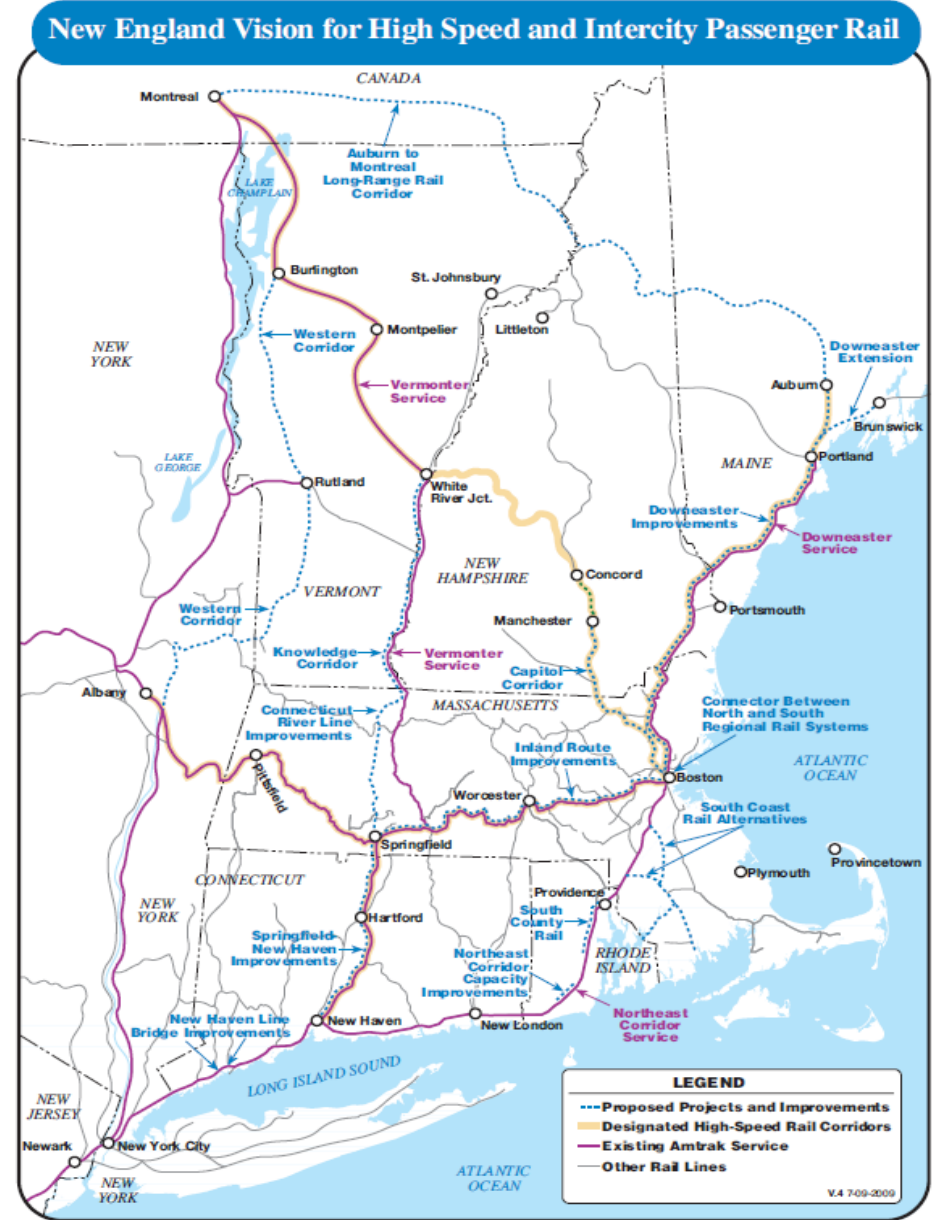 New England Vision for High Speed and Intercity Passenger Rail
CANADA
Montreal
Auburn to
Montreal
Long-Range Rail
Corridor
LAKE
CHAMPLAIN
Burlington
St. Johnsbury
Montpelier
Littleton
Western
Corridor
NEW
YORK
Downeaster
Extension
Vermonter
Service
Auburn
Brunswick
LAKE
GEORGE
MAINE
Portland
Rutland
White
River Jct.
Downeaster
Improvements
Downeaster
Service
NEW
HAMPSHIRE
Concord
VERMONT
Western
Corridor
Manchester
Portsmouth
Knowledge
Corridor
Vermonter
Service
Capitol
Corridor
Albany
Connecticut
River Line
Improvements
MASSACHUSETTS
Connector Between
North and South
Regional Rail Systems
Inland Route
Improvements
ATLANTIC
OCEAN
Pittsfield
Boston
Worcester
South Coast
Rail Alternatives
Springfield
Provincetown
Plymouth
CONNECTICUT
Providence
NEW
YORK
Hartford
South
County
Rail
Springfield-
New Haven
Improvements
Northeast
Corridor
Capacity
Improvements
RHODE
ISLAND
New Haven Line
Bridge Improvements
New Haven
New London
Northeast
Corridor
Service
LONG ISLAND SOUND
NEW
JERSEY
Newark
New York City
NEW
YORK
ATLANTIC
OCEAN
LEGEND
Proposed Projects and Improvements
Designated High-Speed Rail Corridors
Existing Amtrak Service
Other Rail Lines
V.4 7-09-2009